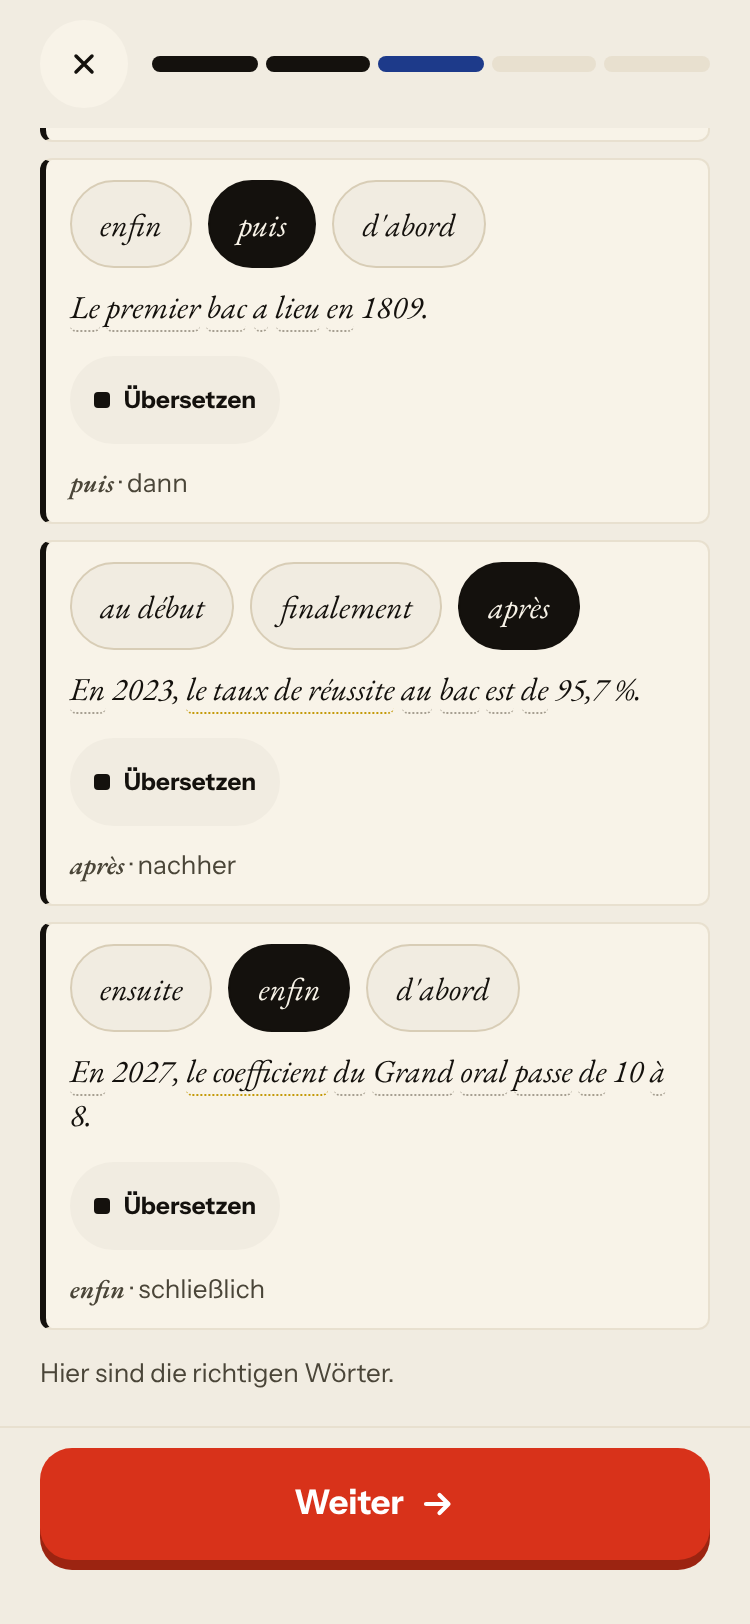 enfin puis d'abord
Le premier bac a lieu en 1809.
Übersetzen
puis · dann
au début finalement après
En 2023, le taux de réussite au bac est de 95,7 %.
Übersetzen
après · nachher
ensuite enfin d'abord
En 2027, le coefficient du Grand oral passe de 10 à
8.
Übersetzen
enfin · schließlich
Hier sind die richtigen Wörter.
Weiter →